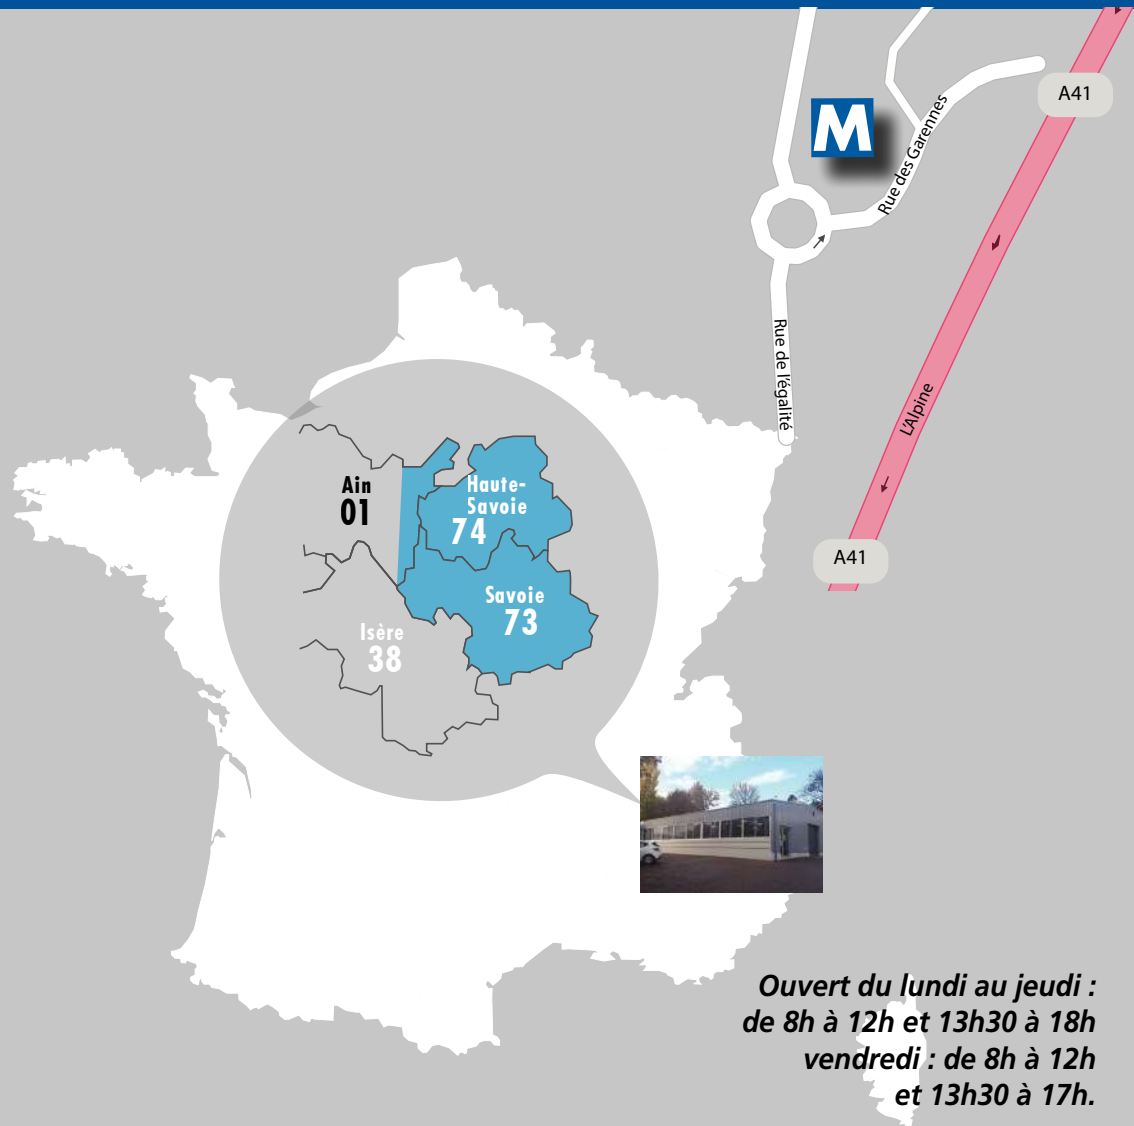 A41
M
Rue des Garennes
Rue de l'égalité
L'Alpine
A41
Ain
01
Haute-
Savoie
74
Savoie
73
Isère
38
Ouvert du lundi au jeudi :
de 8h à 12h et 13h30 à 18h
vendredi : de 8h à 12h
et 13h30 à 17h.